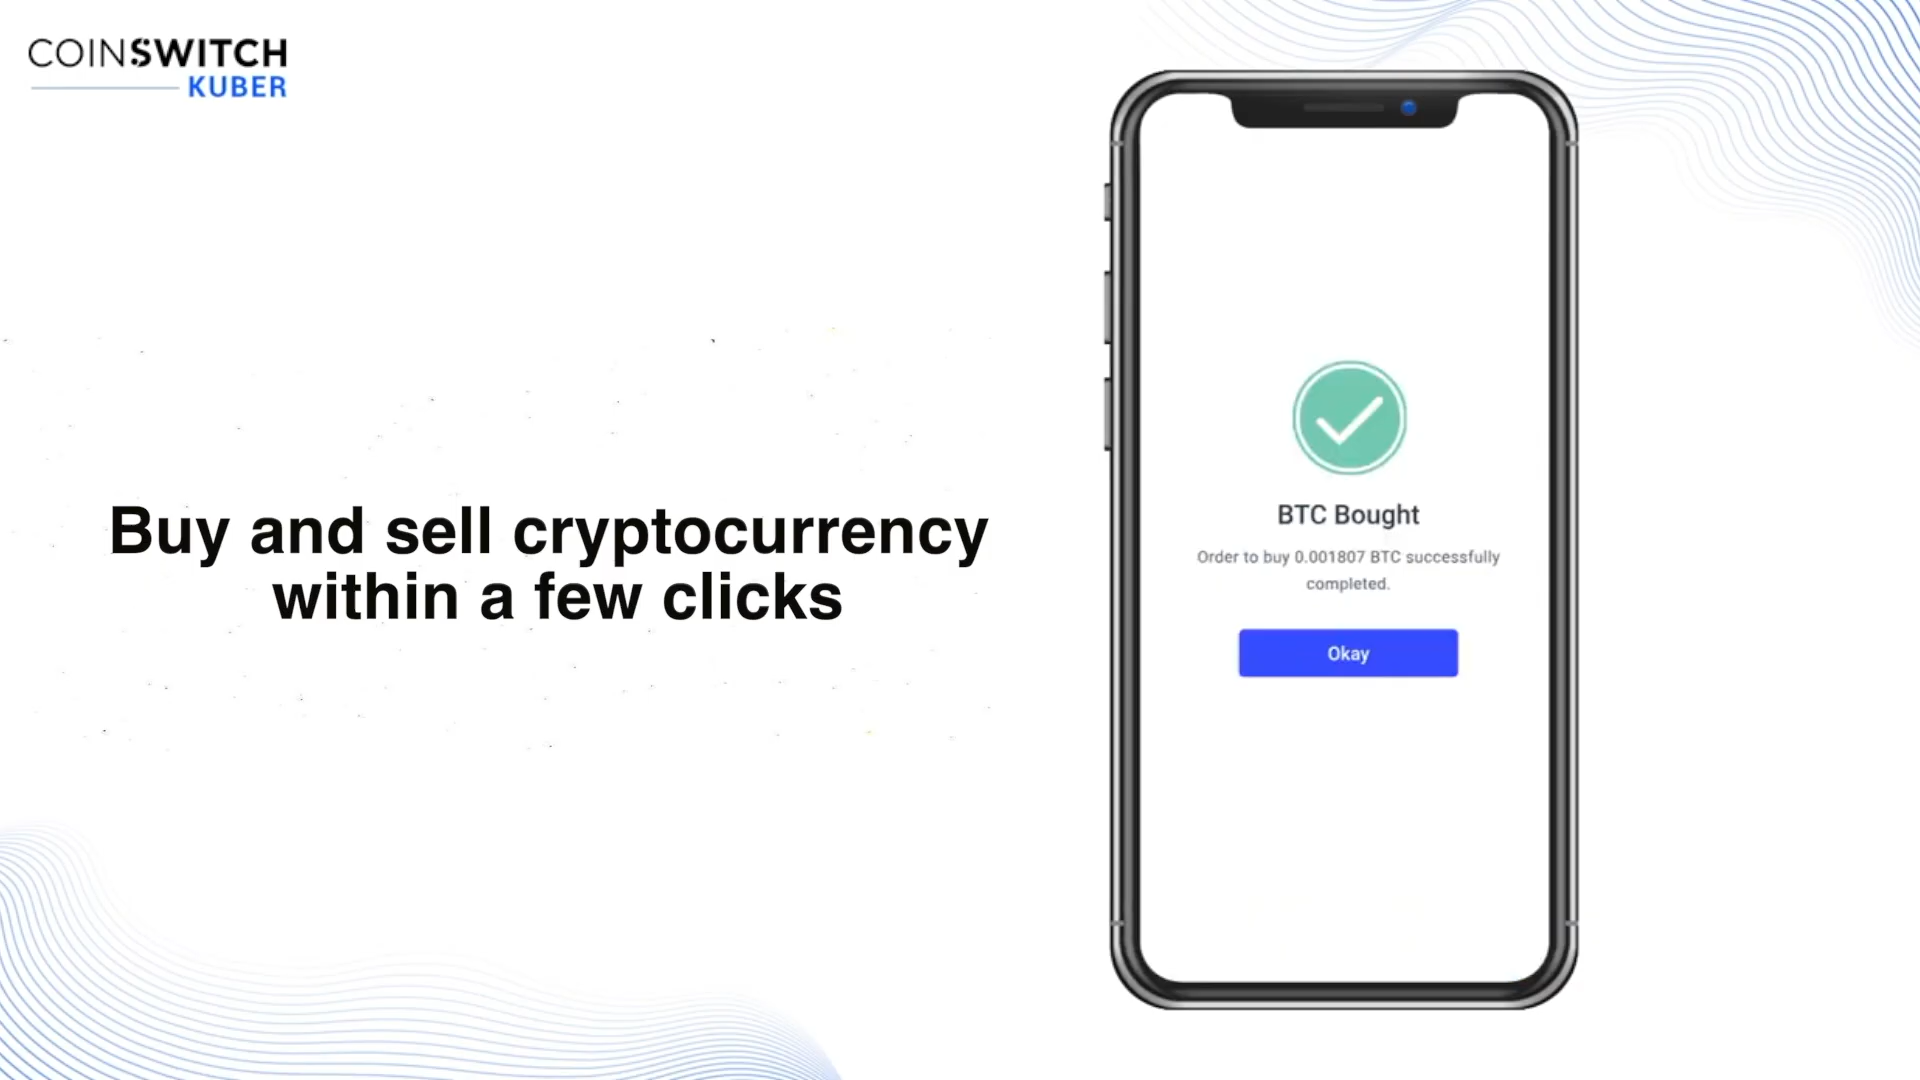 COINSWITCH
KUBER
Buy and sell cryptocurrency
within a few clicks
BTC Bought
Order to buy 0.001807 BTC successfully
completed.
Okay